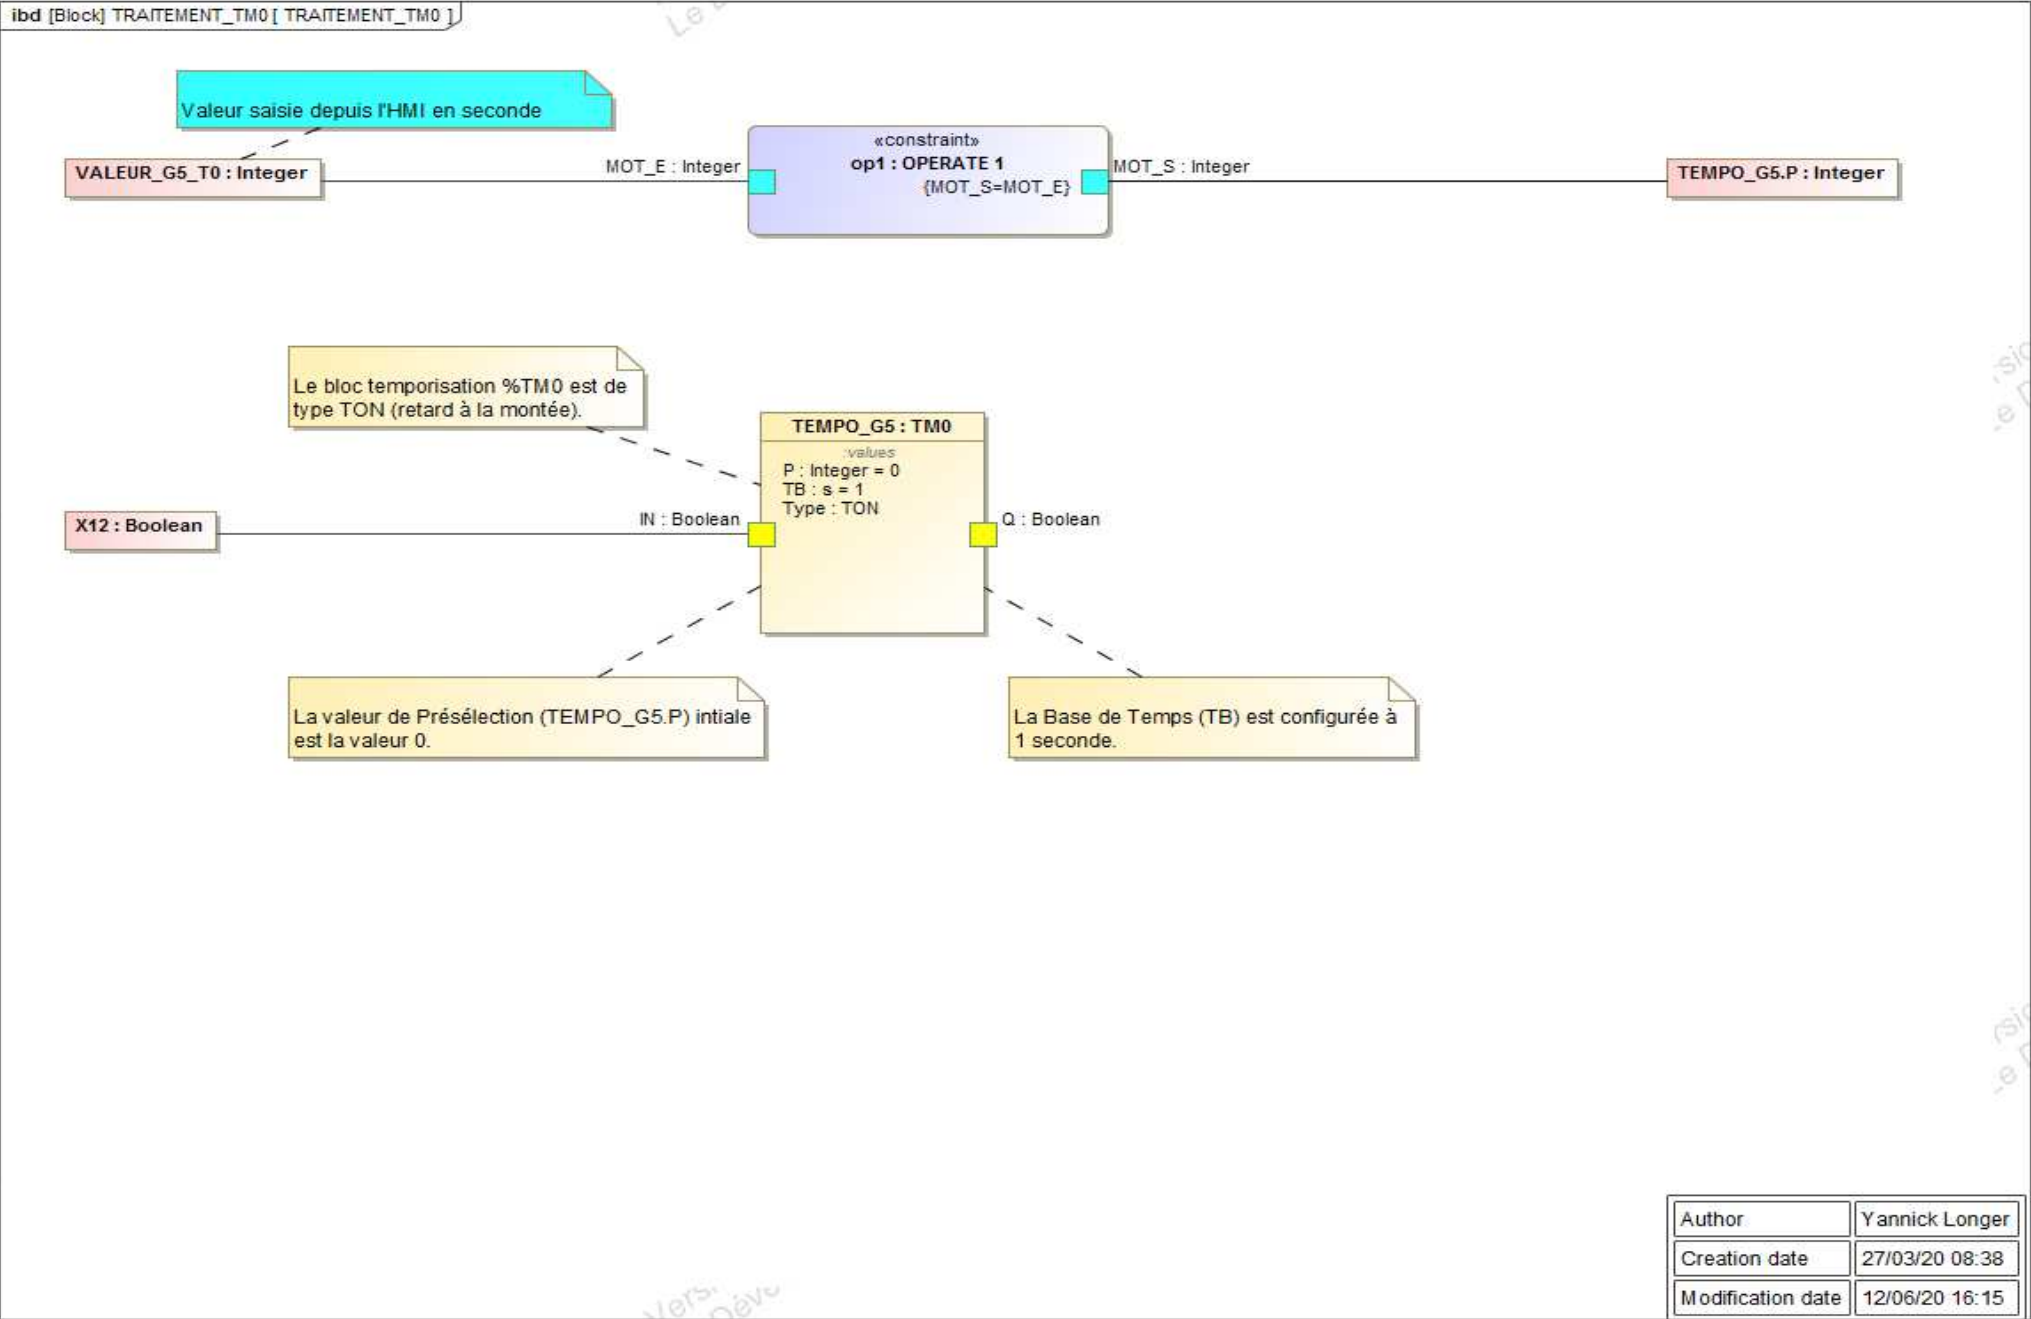 ibd [Block] TRAITEMENT_TM0 [ TRAITEMENT_TM0 ]
Valeur saisie depuis l'HMI en seconde
VALEUR_G5_T0 : Integer
MOT_E : Integer
«constraint»
op1 : OPERATE 1
{MOT_S=MOT_E}
MOT_S : Integer
TEMPO_G5.P : Integer
Le bloc temporisation %TM0 est de
type TON (retard à la montée).
TEMPO_G5 : TM0
:values
P : Integer = 0
TB : s = 1
Type : TON
X12 : Boolean
IN : Boolean
Q : Boolean
La valeur de Présélection (TEMPO_G5.P) intiale
est la valeur 0.
La Base de Temps (TB) est configurée à
1 seconde.
Author Yannick Longer
Creation date 27/03/20 08:38
Modification date 12/06/20 16:15